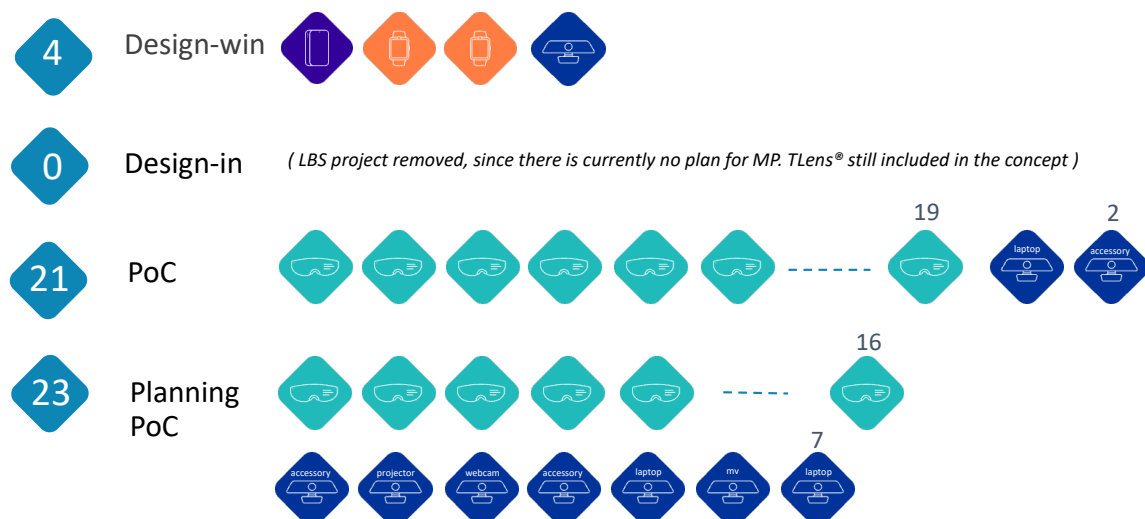 4 Design-win
0 Design-in ( LBS project removed, since there is currently no plan for MP. TLens® still included in the concept )
19 2
21 PoC laptop accessory
16
23 Planning
PoC
7
accessory projector webcam accessory laptop mv laptop